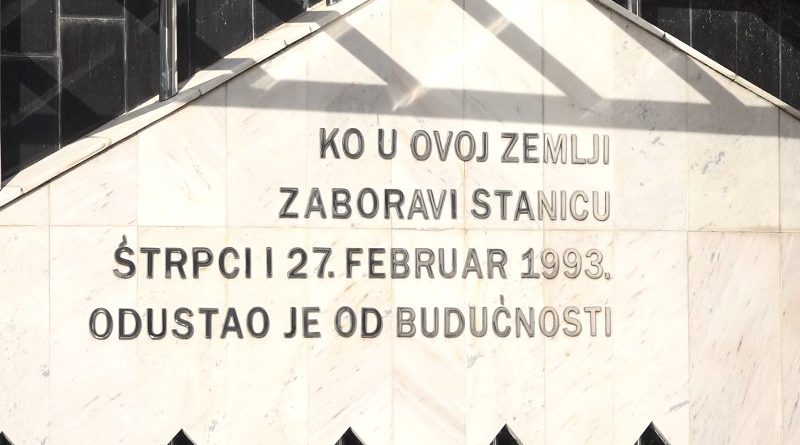 KO U OVOJ ZEMLJI
ZABORAVI STANICU
ŠTRPCI I 27. FEBRUAR 1993.
ODUSTAO JE OD BUDUĆNOSTI